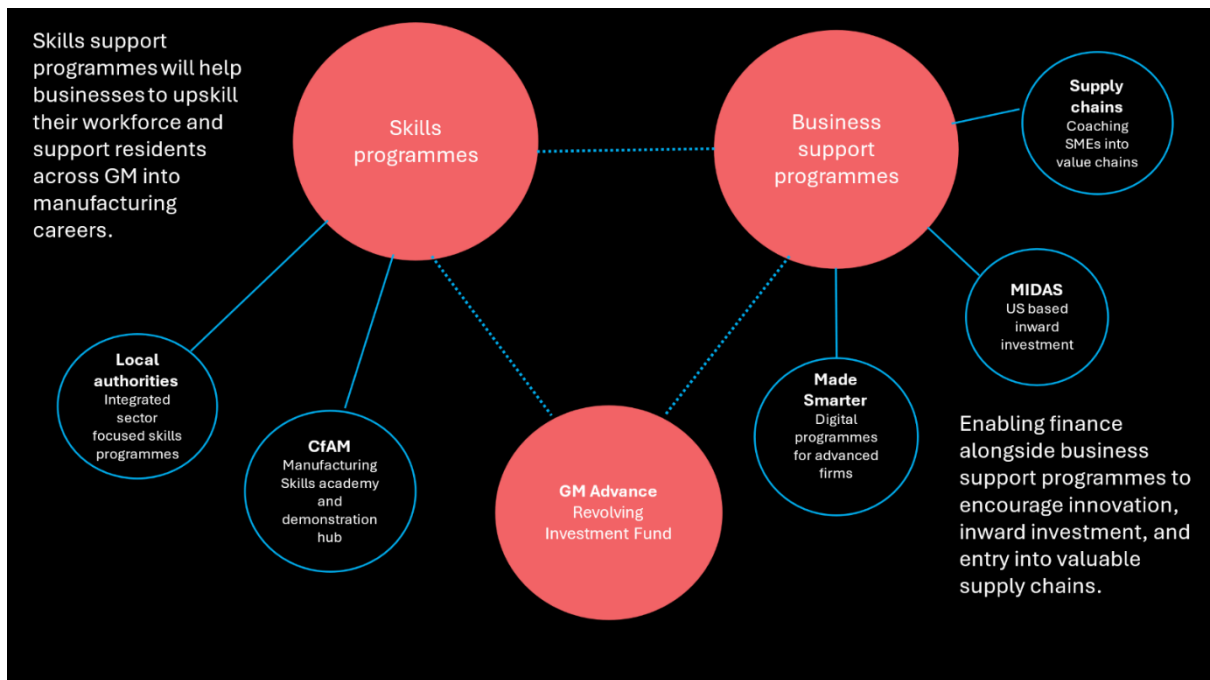 Skills support
programmes will help
businesses to upskill
their workforce and
support residents
across GM into
manufacturing
careers.
Skills
programmes
Business
support
programmes
Supply
chains
Coaching
SMEs into
value chains
MIDAS
US based
inward
investment
Local
authorities
Integrated
sector
focused skills
programmes
CfAM
Manufacturing
Skills academy
and
demonstration
hub
GM Advance
Revolving
Investment Fund
Made
Smarter
Digital
programmes
for advanced
firms
Enabling finance
alongside business
support programmes to
encourage innovation,
inward investment, and
entry into valuable
supply chains.